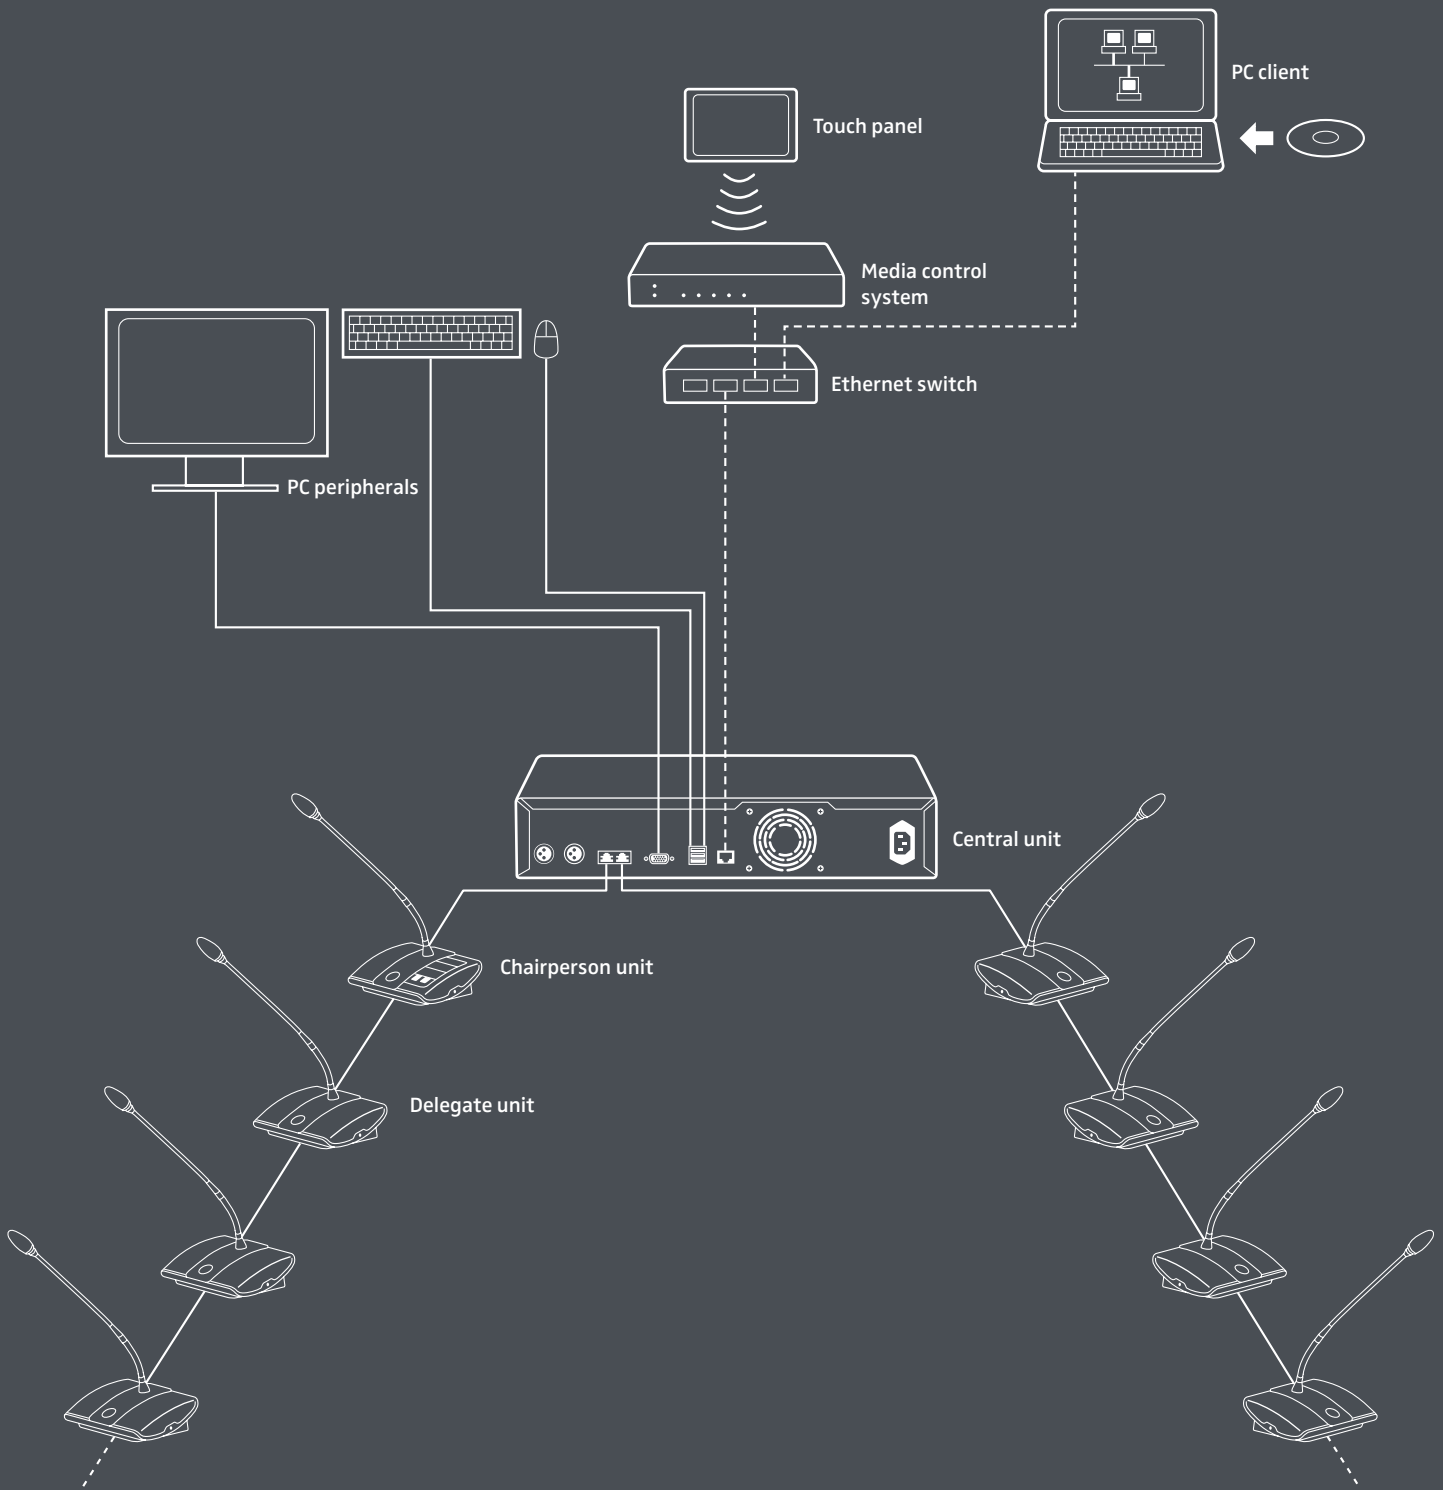 PC client
Touch panel
Media control
system
Ethernet switch
PC peripherals
Central unit
Chairperson unit
Delegate unit